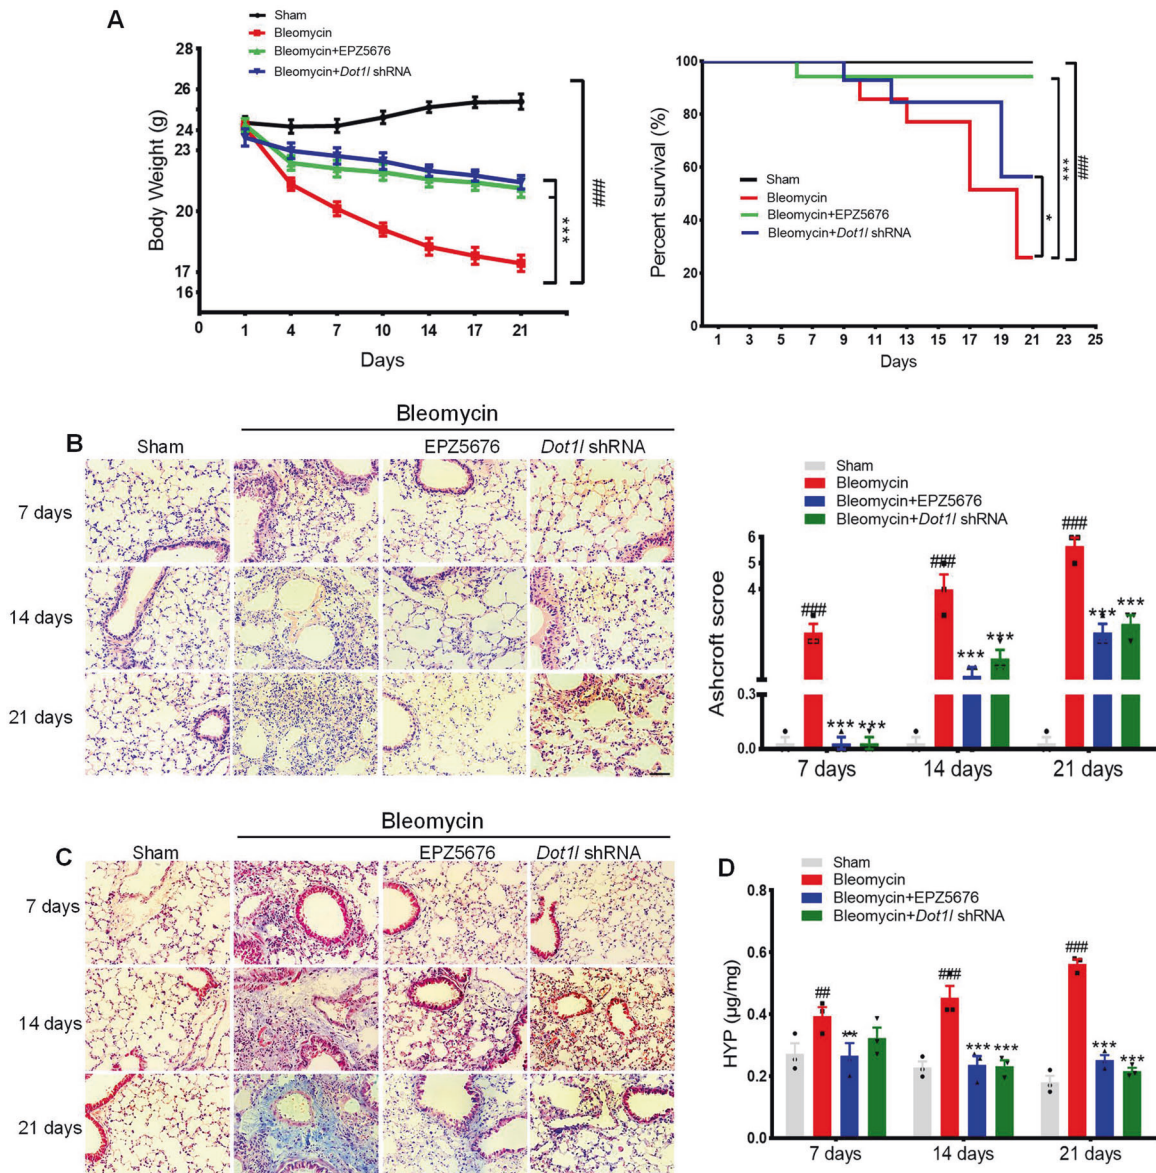 A
Sham
Bleomycin
Bleomycin+EPZ5676
Bleomycin+Dot1l shRNA
28
26
24
23
20
17
16
Body Weight (g)
0 1 4 7 10 14 17 21
Days
***
###
100
80
60
40
20
0
Percent survival (%)
Sham
Bleomycin
Bleomycin+EPZ5676
Bleomycin+Dot1l shRNA
1 3 5 7 9 11 13 15 17 19 21 23 25
Days
*
***
###
B
Bleomycin
Sham EPZ5676 Dot1l shRNA
7 days
14 days
21 days
Sham
Bleomycin
Bleomycin+EPZ5676
Bleomycin+Dot1l shRNA
Ashcroft scroe
6
5
4
0.3
0.0
### *** ***
### *** ***
### *** ***
7 days 14 days 21 days
C
Bleomycin
Sham EPZ5676 Dot1l shRNA
7 days
14 days
21 days
D
Sham
Bleomycin
Bleomycin+EPZ5676
Bleomycin+Dot1l shRNA
HYP (µg/mg)
0.8
0.6
0.4
0.2
0.0
## **
### *** ***
### *** ***
7 days 14 days 21 days